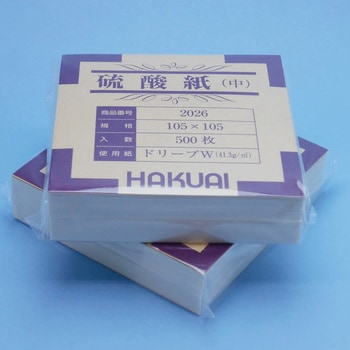 硫酸紙(中)
商品番号 2026
規格 105×105
入数 500枚
使用紙 ドリープW(41.3g/㎡)
HAKUAI